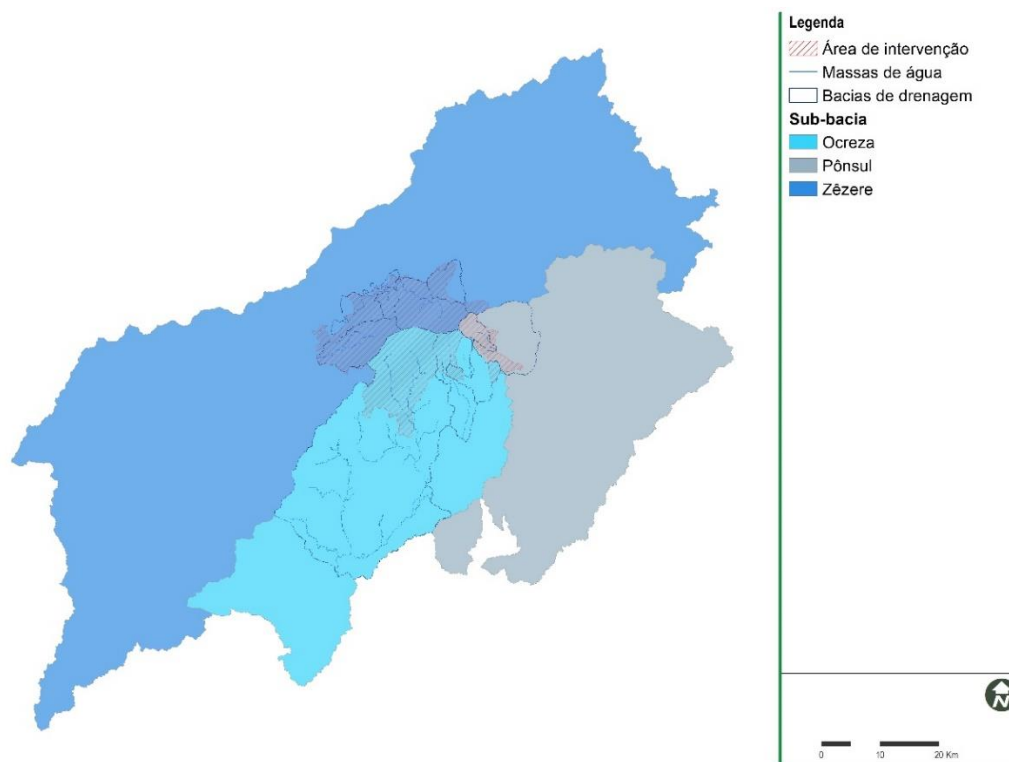 Legenda
Área de intervenção
Massas de água
Bacias de drenagem
Sub-bacia
Ocreza
Pônsul
Zêzere
N
0 10 20 Km